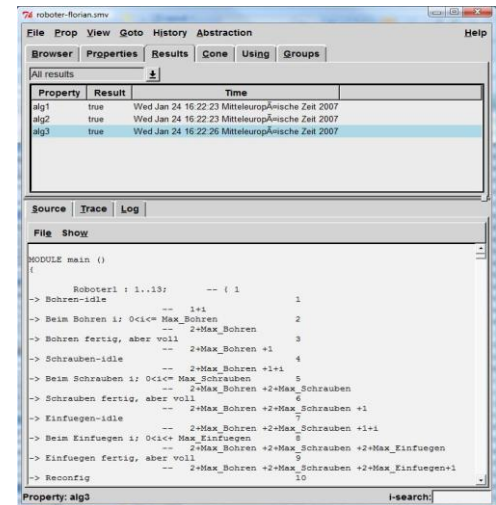 roboter-florian.smv
File Prop View Goto History Abstraction Help
Browser Properties Results Cone Using Groups
All results
Property Result Time
alg1 true Wed Jan 24 16:22:23 MitteleuropÃ¤ische Zeit 2007
alg2 true Wed Jan 24 16:22:23 MitteleuropÃ¤ische Zeit 2007
alg3 true Wed Jan 24 16:22:26 MitteleuropÃ¤ische Zeit 2007
Source Trace Log
File Show
MODULE main ()
{
Roboter1 : 1..13; -- ( 1
-> Bohren-idle 1
-- 1+i
-> Beim Bohren i; 0<i<= Max_Bohren 2
-- 2+Max_Bohren
-> Bohren fertig, aber voll 3
-- 2+Max_Bohren +1
-> Schrauben-idle 4
-- 2+Max_Bohren +1+i
-> Beim Schrauben i; 0<i<= Max_Schrauben 5
-- 2+Max_Bohren +2+Max_Schrauben
-> Schrauben fertig, aber voll 6
-- 2+Max_Bohren +2+Max_Schrauben +1
-> Einfuegen-idle 7
-- 2+Max_Bohren +2+Max_Schrauben +1+i
-> Beim Einfuegen i; 0<i<+ Max_Einfuegen 8
-- 2+Max_Bohren +2+Max_Schrauben +2+Max_Einfuegen
-> Einfuegen fertig, aber voll 9
-- 2+Max_Bohren +2+Max_Schrauben +2+Max_Einfuegen+1
-> Reconfig 10
Property: alg3 i-search: